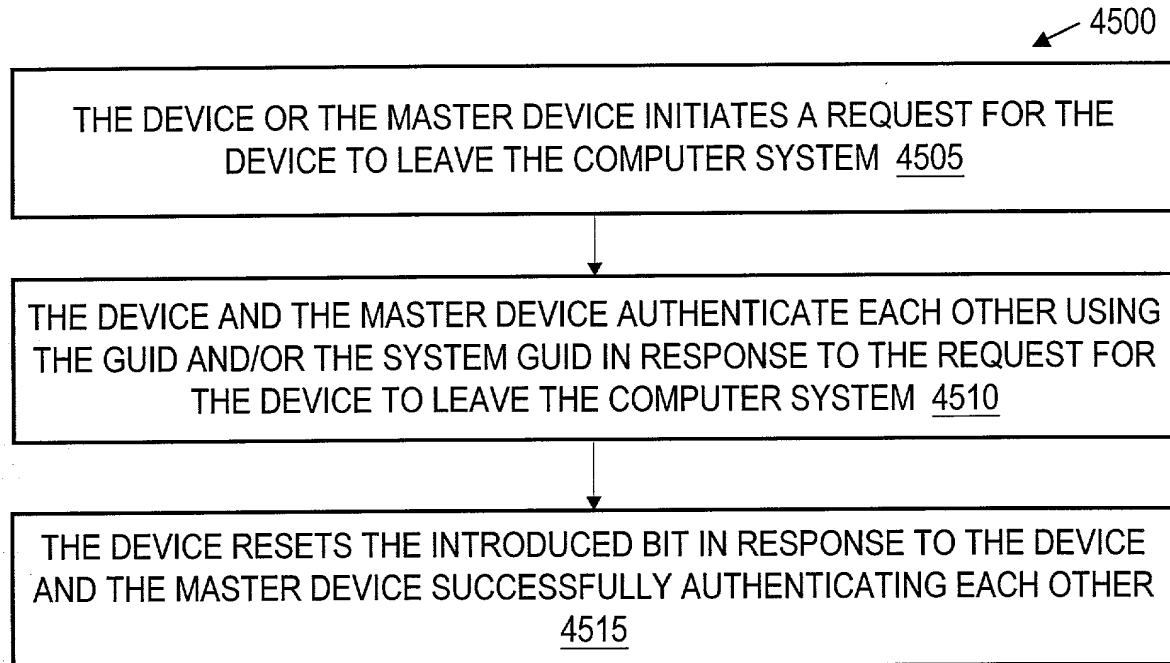 4500
THE DEVICE OR THE MASTER DEVICE INITIATES A REQUEST FOR THE
DEVICE TO LEAVE THE COMPUTER SYSTEM 4505
THE DEVICE AND THE MASTER DEVICE AUTHENTICATE EACH OTHER USING
THE GUID AND/OR THE SYSTEM GUID IN RESPONSE TO THE REQUEST FOR
THE DEVICE TO LEAVE THE COMPUTER SYSTEM 4510
THE DEVICE RESETS THE INTRODUCED BIT IN RESPONSE TO THE DEVICE
AND THE MASTER DEVICE SUCCESSFULLY AUTHENTICATING EACH OTHER
4515